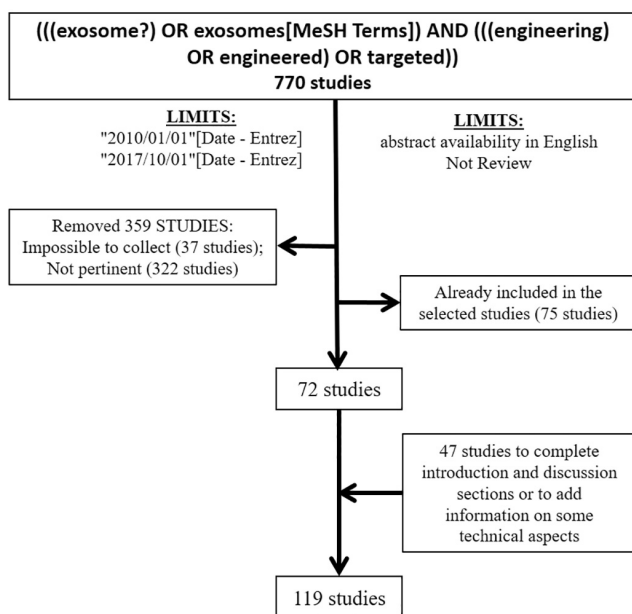 (((exosome?) OR exosomes[MeSH Terms]) AND (((engineering)
OR engineered) OR targeted))
770 studies
LIMITS:
"2010/01/01"[Date - Entrez]
"2017/10/01"[Date - Entrez]
LIMITS:
abstract availability in English
Not Review
Removed 359 STUDIES:
Impossible to collect (37 studies);
Not pertinent (322 studies)
Already included in the
selected studies (75 studies)
72 studies
47 studies to complete
introduction and discussion
sections or to add
information on some
technical aspects
119 studies